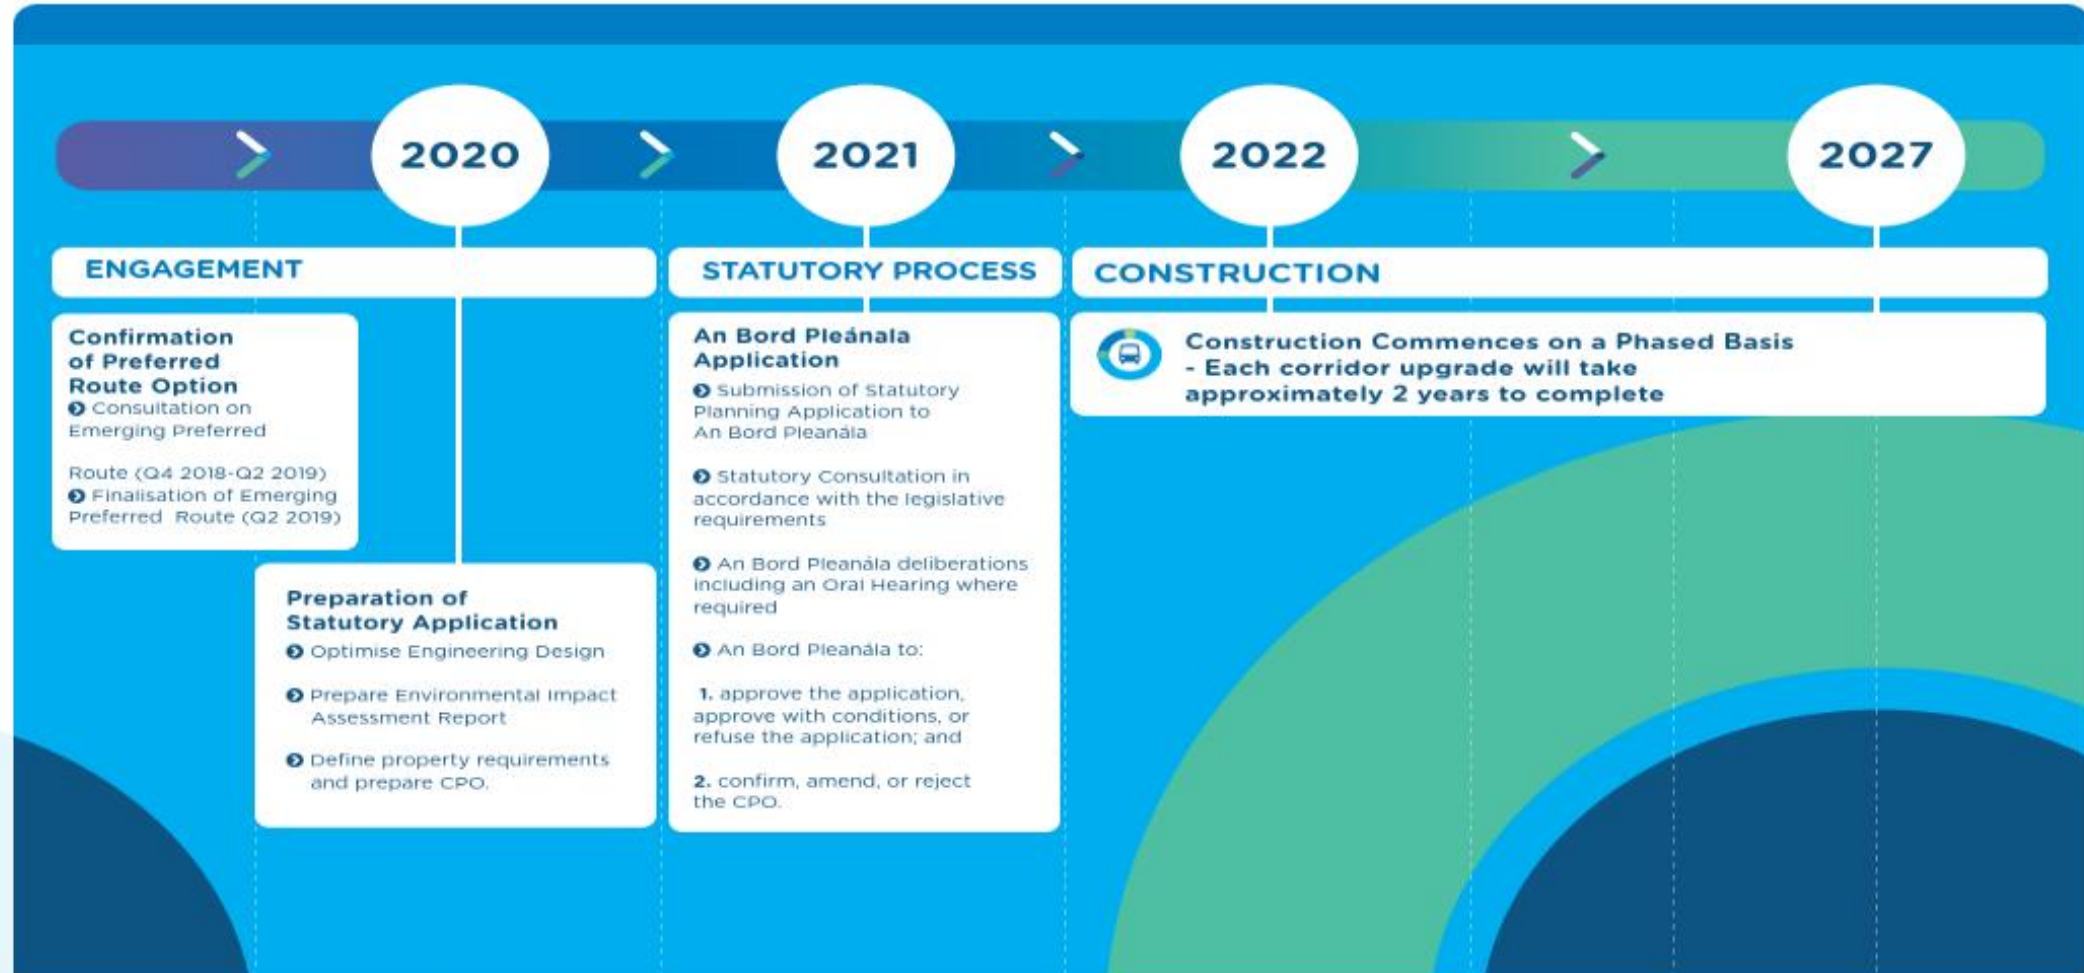 2020
2021
2022
2027
ENGAGEMENT
STATUTORY PROCESS
CONSTRUCTION
Confirmation
of Preferred
Route Option
Consultation on
Emerging Preferred
Route (Q4 2018-Q2 2019)
Finalisation of Emerging
Preferred Route (Q2 2019)
Preparation of
Statutory Application
Optimise Engineering Design
Prepare Environmental Impact
Assessment Report
Define property requirements
and prepare CPO.
An Bord Pleánala
Application
Submission of Statutory
Planning Application to
An Bord Pleanála
Statutory Consultation in
accordance with the legislative
requirements
An Bord Pleanála deliberations
including an Oral Hearing where
required
An Bord Pleanála to:
1. approve the application,
approve with conditions, or
refuse the application; and
2. confirm, amend, or reject
the CPO.
Construction Commences on a Phased Basis
- Each corridor upgrade will take
approximately 2 years to complete